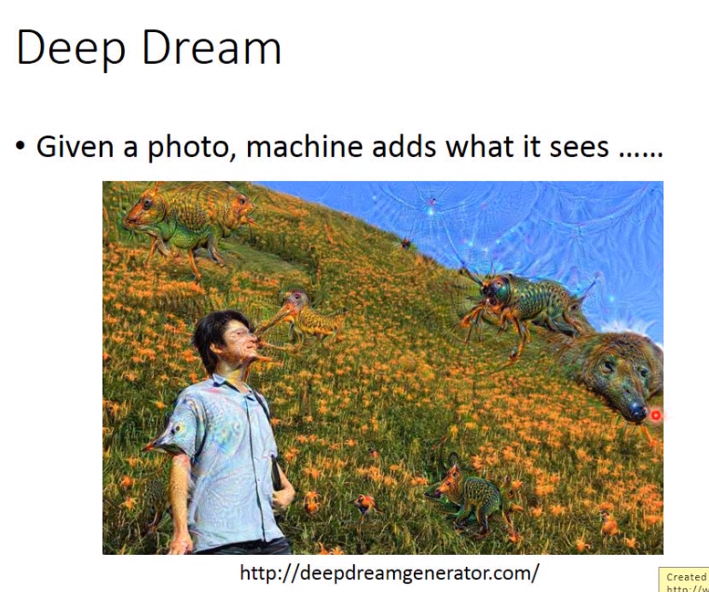 Deep Dream
• Given a photo, machine adds what it sees ……
http://deepdreamgenerator.com/
Created